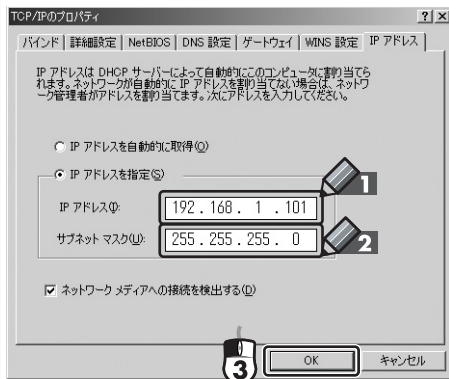 TCP/IPのプロパティ
バインド 詳細設定 NetBIOS DNS 設定 ゲートウェイ WINS 設定 IP アドレス
IP アドレスは DHCP サーバーによって自動的にこのコンピュータに割り当てら
れます。ネットワークが自動的に IP アドレスを割り当てない場合は、ネットワ
ーク管理者がアドレスを割り当てます。次にアドレスを入力してください。
IP アドレスを自動的に取得(O)
IP アドレスを指定(S)
IP アドレス(I): 192 . 168 . 1 . 101
1
サブネット マスク(U): 255 . 255 . 255 . 0
2
ネットワーク メディアへの接続を検出する(D)
3
OK キャンセル